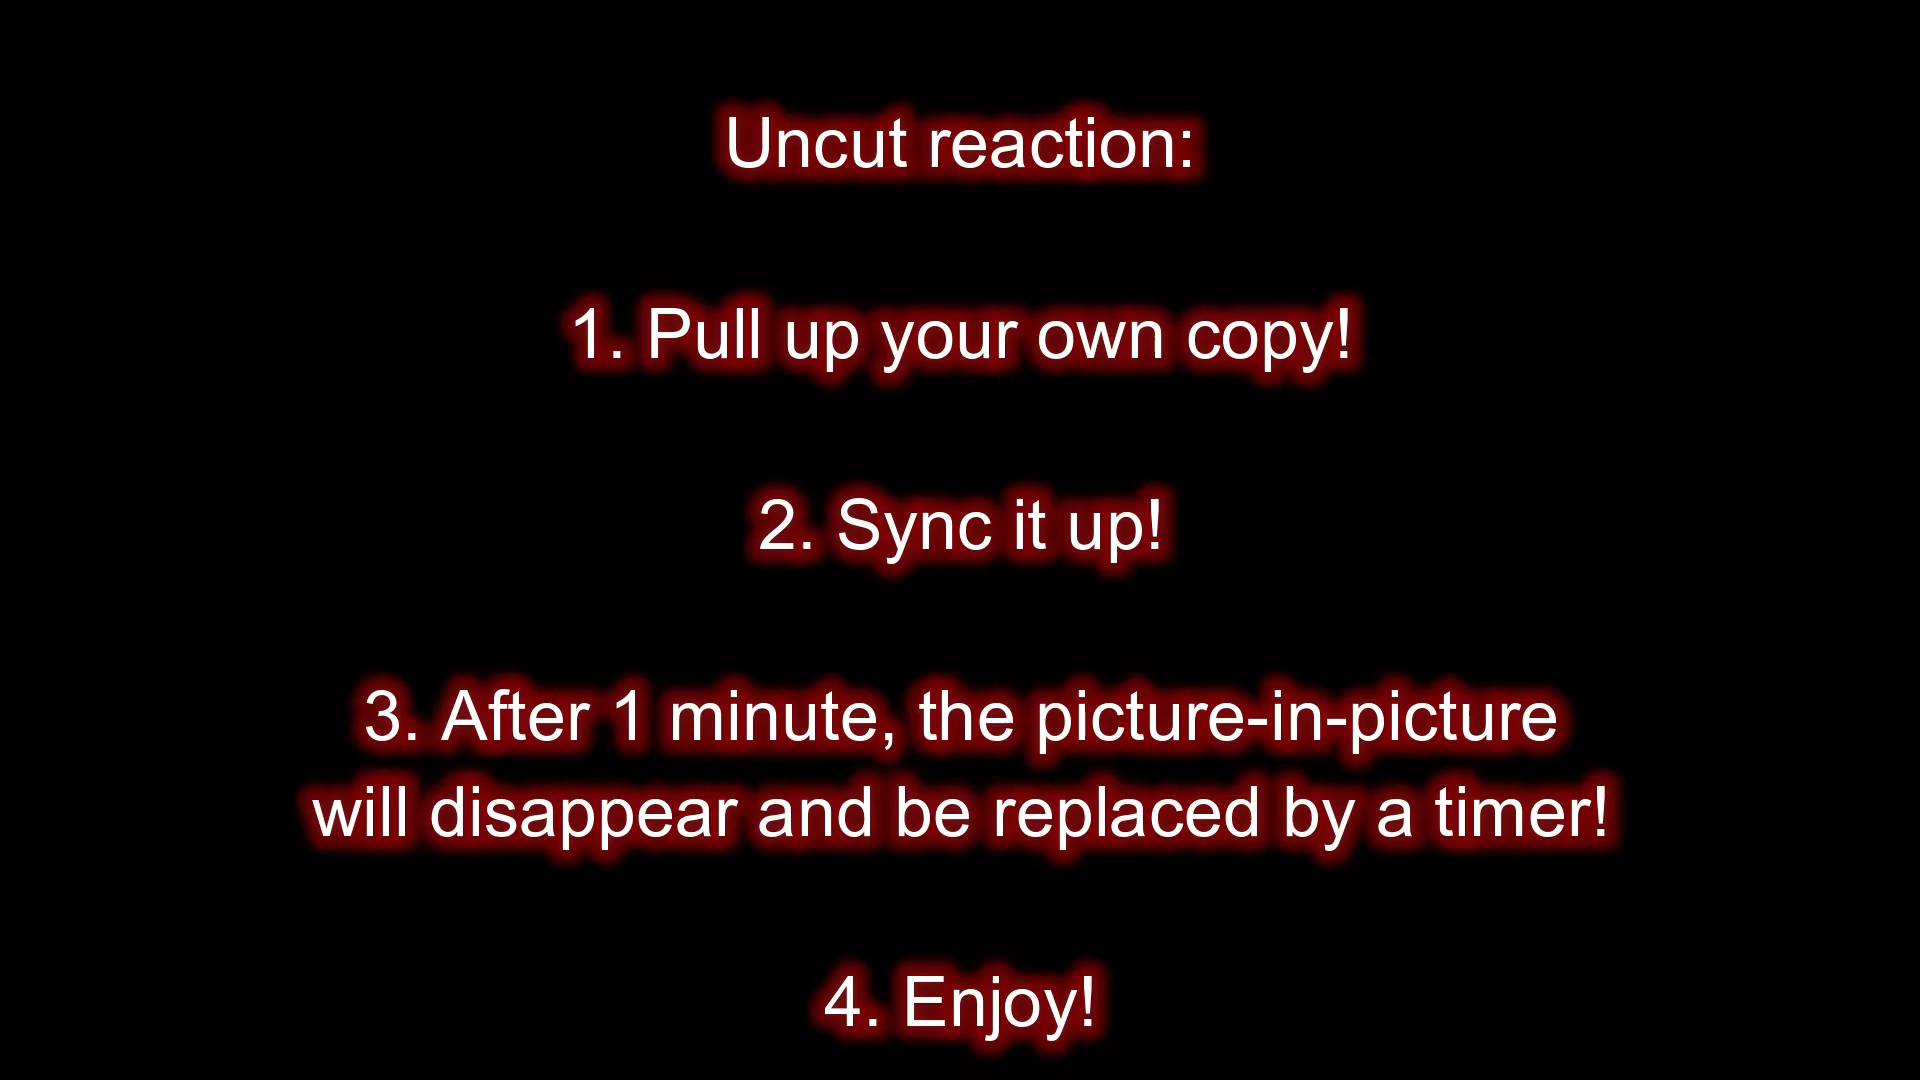 Uncut reaction:
1. Pull up your own copy!
2. Sync it up!
3. After 1 minute, the picture-in-picture
will disappear and be replaced by a timer!
4. Enjoy!